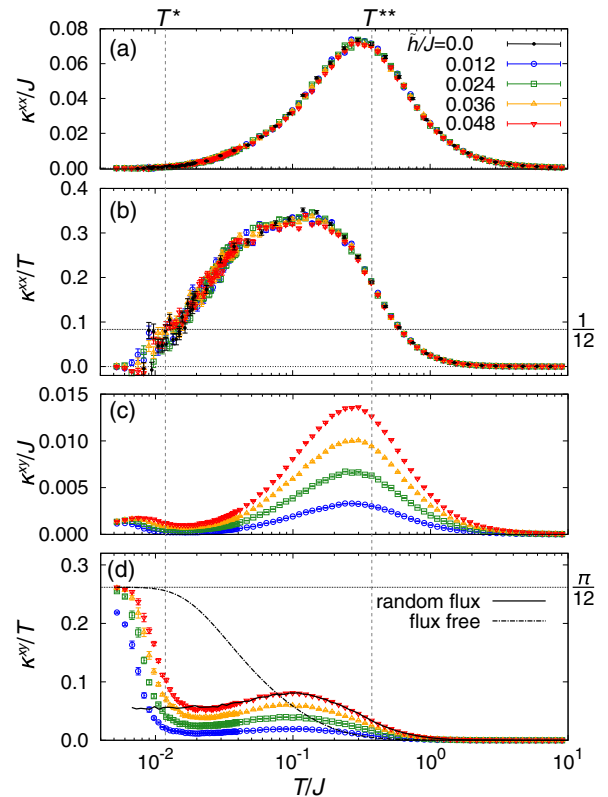 T* T**
(a)
h̃/J=0.0
0.012
0.024
0.036
0.048
κ^xx/J
0.08
0.06
0.04
0.02
0.00
(b)
κ^xx/T
0.4
0.3
0.2
0.1
0.0
1/12
(c)
κ^xy/J
0.015
0.010
0.005
0.000
(d)
κ^xy/T
0.3
0.2
0.1
0.0
π/12
random flux
flux free
10^-2 10^-1 10^0 10^1
T/J